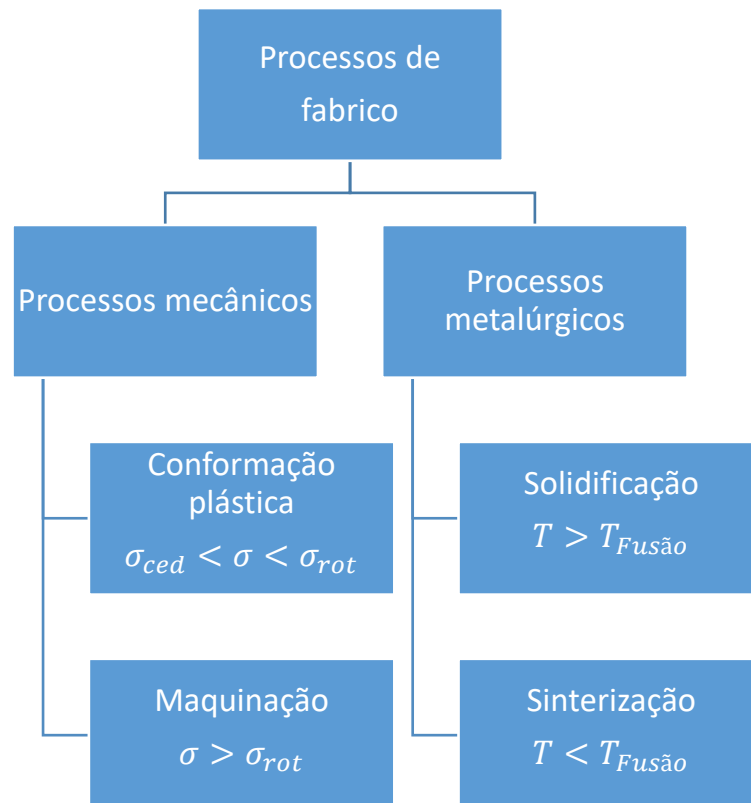 Processos de
fabrico
Processos mecânicos
Processos
metalúrgicos
Conformação
plástica
σ_ced < σ < σ_rot
Solidificação
T > T_Fusão
Maquinação
σ > σ_rot
Sinterização
T < T_Fusão